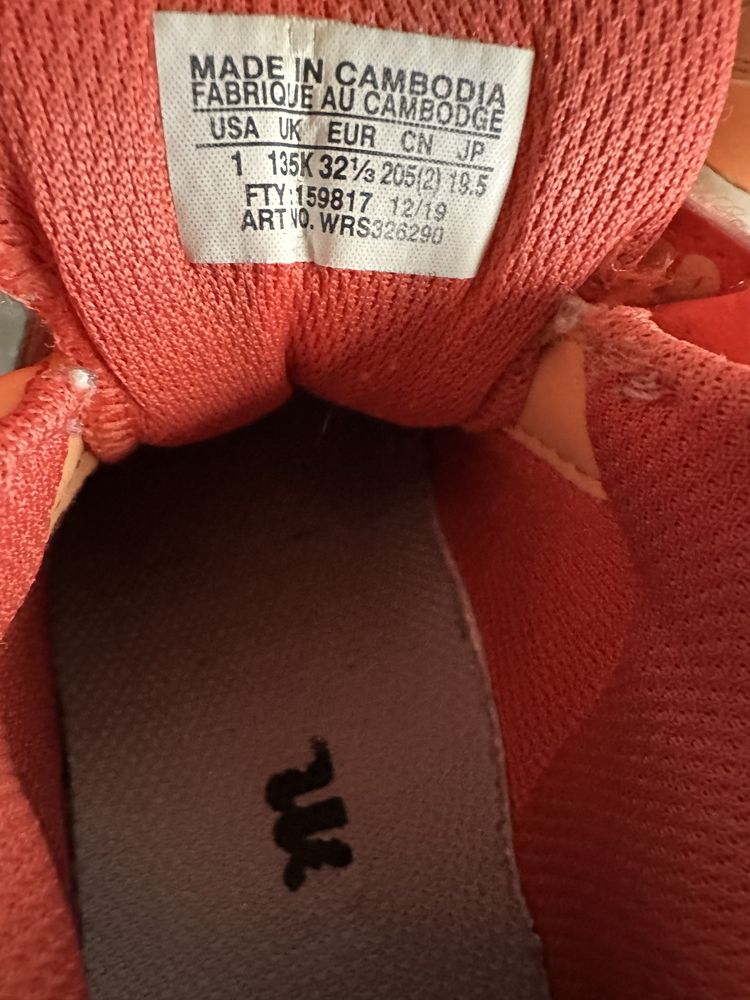 MADE IN CAMBODIA
FABRIQUE AU CAMBODGE
USA UK EUR CN JP
1 135K 32⅓ 205(2) 19.5
FTY:159817 12/19
ART NO. WRS326290